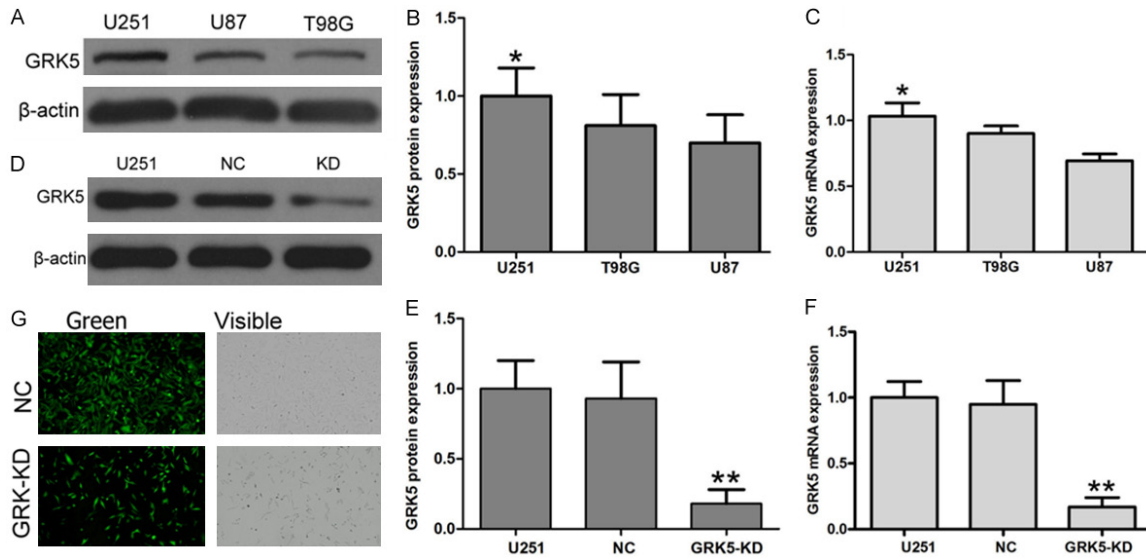 A
U251 U87 T98G
GRK5
β-actin
B
GRK5 protein expression
1.5
1.0
0.5
0.0
*
U251 T98G U87
C
GRK5 mRNA expression
1.5
1.0
0.5
0.0
*
U251 T98G U87
D
U251 NC KD
GRK5
β-actin
E
GRK5 protein expression
1.5
1.0
0.5
0.0
**
U251 NC GRK5-KD
F
GRK5 mRNA expression
1.5
1.0
0.5
0.0
**
U251 NC GRK5-KD
G
Green Visible
NC
GRK-KD